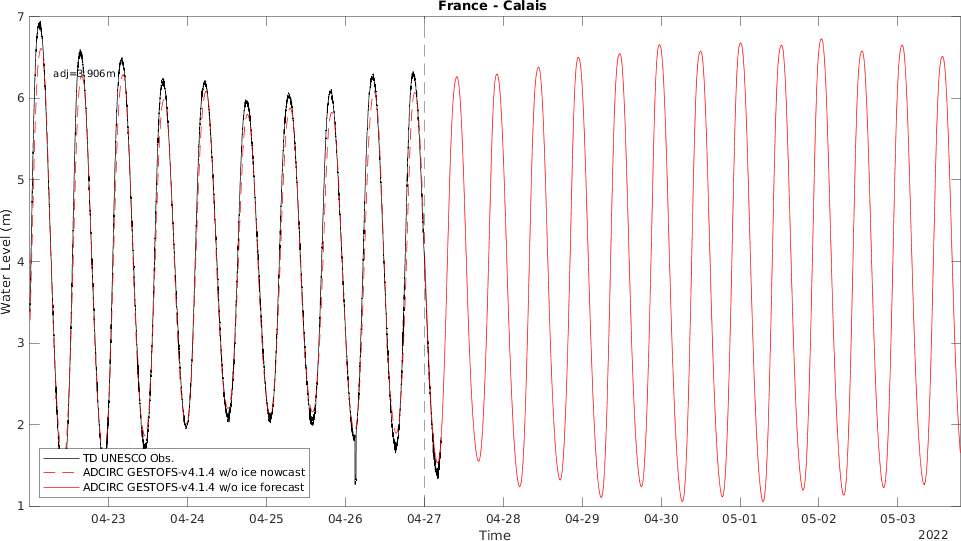 France - Calais
7
6
5
4
3
2
1
Water Level (m)
adj=3.906m
TD UNESCO Obs.
ADCIRC GESTOFS-v4.1.4 w/o ice nowcast
ADCIRC GESTOFS-v4.1.4 w/o ice forecast
04-23 04-24 04-25 04-26 04-27 04-28 04-29 04-30 05-01 05-02 05-03
Time
2022